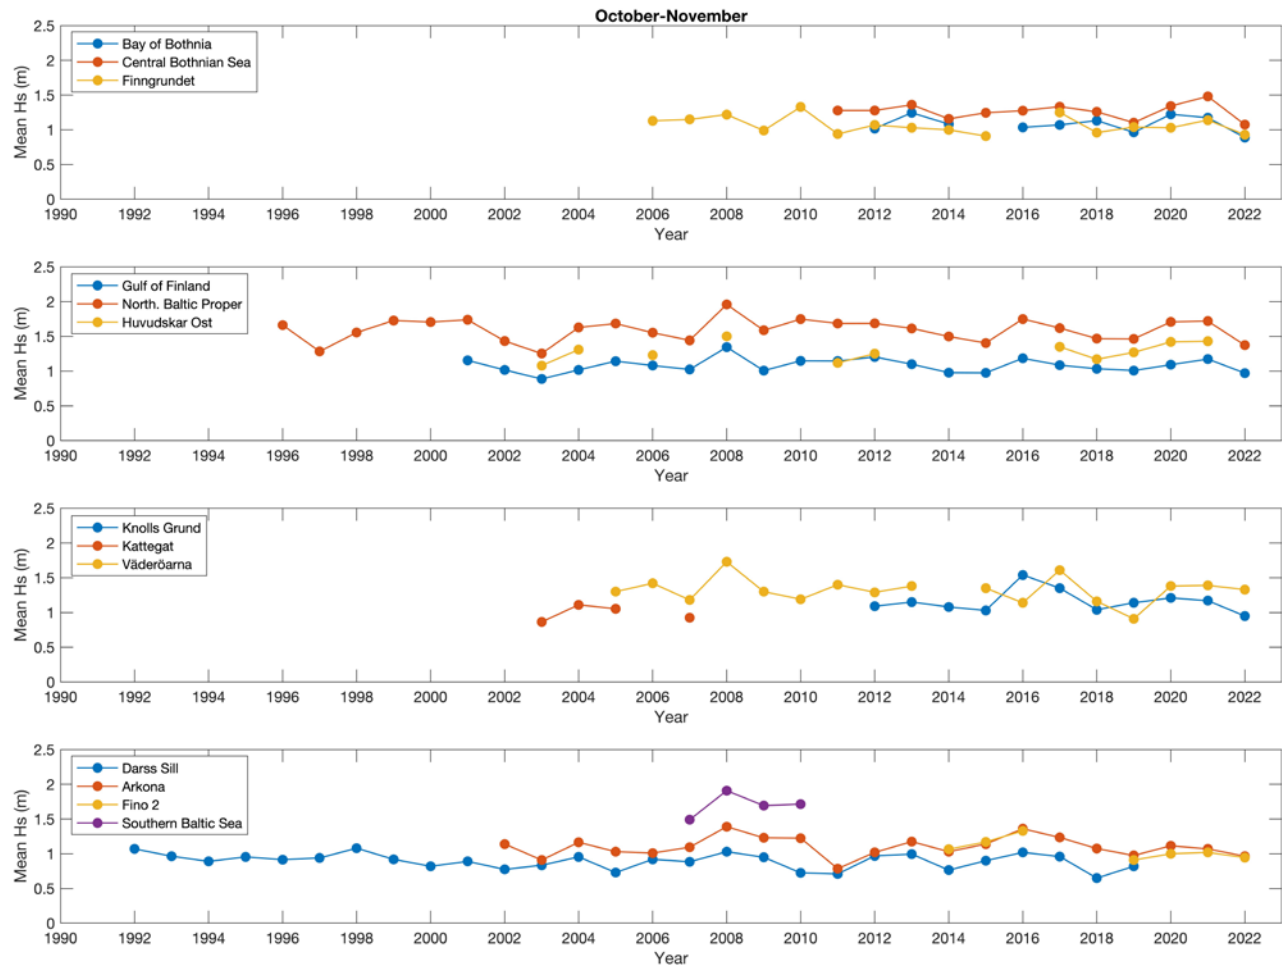 October-November
2.5
2
1.5
1
0.5
0
Mean Hs (m)
Bay of Bothnia
Central Bothnian Sea
Finngrundet
1990 1992 1994 1996 1998 2000 2002 2004 2006 2008 2010 2012 2014 2016 2018 2020 2022
Year
2.5
2
1.5
1
0.5
0
Mean Hs (m)
Gulf of Finland
North. Baltic Proper
Huvudskar Ost
1990 1992 1994 1996 1998 2000 2002 2004 2006 2008 2010 2012 2014 2016 2018 2020 2022
Year
2.5
2
1.5
1
0.5
0
Mean Hs (m)
Knolls Grund
Kattegat
Väderöarna
1990 1992 1994 1996 1998 2000 2002 2004 2006 2008 2010 2012 2014 2016 2018 2020 2022
Year
2.5
2
1.5
1
0.5
0
Mean Hs (m)
Darss Sill
Arkona
Fino 2
Southern Baltic Sea
1990 1992 1994 1996 1998 2000 2002 2004 2006 2008 2010 2012 2014 2016 2018 2020 2022
Year